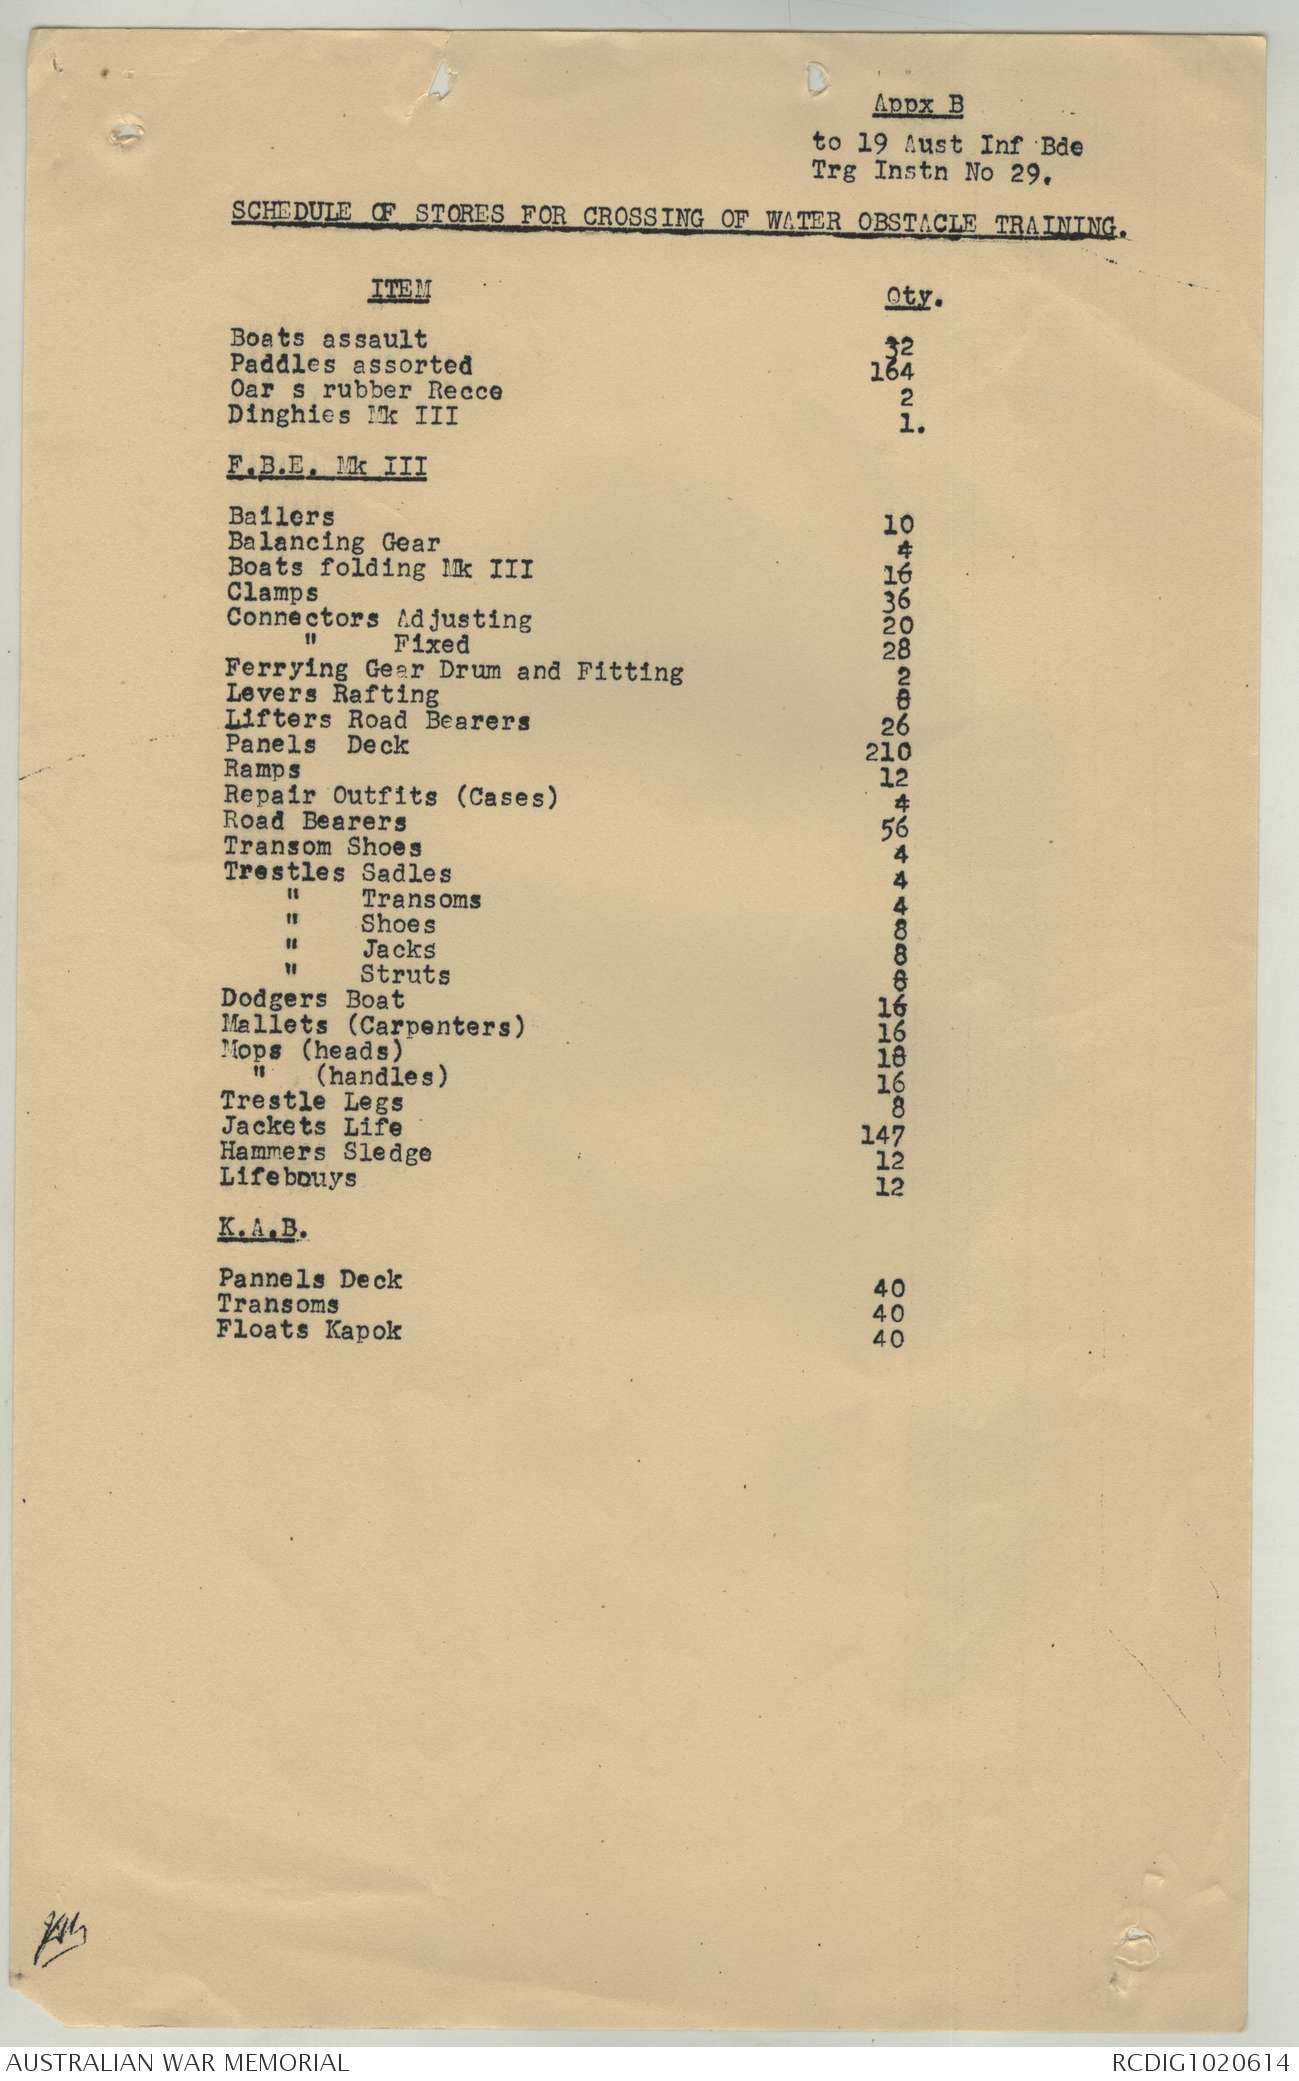 Appx B
to 19 Aust Inf Bde
Trg Instn No 29.
SCHEDULE OF STORES FOR CROSSING OF WATER OBSTACLE TRAINING.
ITEM Qty.
Boats assault 32
Paddles assorted 164
Oar s rubber Recce 2
Dinghies Mk III 1.
F.B.E. Mk III
Bailers 10
Balancing Gear 4
Boats folding Mk III 16
Clamps 36
Connectors Adjusting 20
" Fixed 28
Ferrying Gear Drum and Fitting 2
Levers Rafting 8
Lifters Road Bearers 26
Panels Deck 210
Ramps 12
Repair Outfits (Cases) 4
Road Bearers 56
Transom Shoes 4
Trestles Sadles 4
" Transoms 4
" Shoes 8
" Jacks 8
" Struts 8
Dodgers Boat 16
Mallets (Carpenters) 16
Mops (heads) 18
" (handles) 16
Trestle Legs 8
Jackets Life 147
Hammers Sledge 12
Lifebouys 12
K.A.B.
Pannels Deck 40
Transoms 40
Floats Kapok 40
AUSTRALIAN WAR MEMORIAL RCDIG1020614